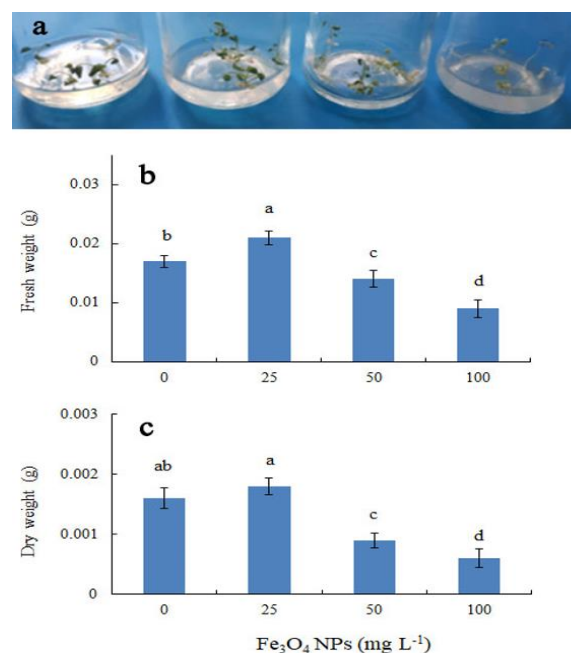 a
b
0.03
a
b
0.02
c
d
0.01
0
0 25 50 100
Fresh weight (g)
0.003
c
ab
a
0.002
c
d
0.001
0
0 25 50 100
Dry weight (g)
Fe₃O₄ NPs (mg L⁻¹)